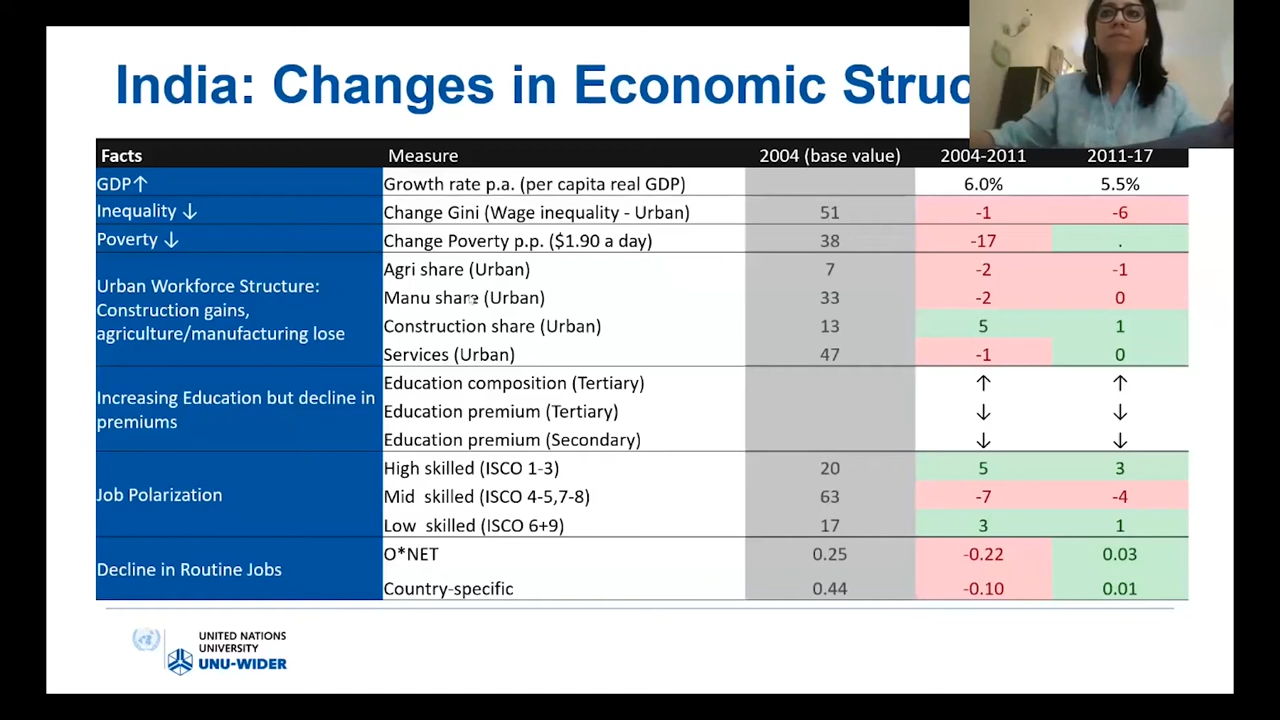 India: Changes in Economic Struc
Facts Measure 2004 (base value) 2004-2011 2011-17
GDP↑ Growth rate p.a. (per capita real GDP) 6.0% 5.5%
Inequality ↓ Change Gini (Wage inequality - Urban) 51 -1 -6
Poverty ↓ Change Poverty p.p. ($1.90 a day) 38 -17 .
Urban Workforce Structure:
Construction gains,
agriculture/manufacturing lose
Agri share (Urban) 7 -2 -1
Manu share (Urban) 33 -2 0
Construction share (Urban) 13 5 1
Services (Urban) 47 -1 0
Increasing Education but decline in
premiums
Education composition (Tertiary) ↑ ↑
Education premium (Tertiary) ↓ ↓
Education premium (Secondary) ↓ ↓
Job Polarization
High skilled (ISCO 1-3) 20 5 3
Mid skilled (ISCO 4-5,7-8) 63 -7 -4
Low skilled (ISCO 6+9) 17 3 1
Decline in Routine Jobs
O*NET 0.25 -0.22 0.03
Country-specific 0.44 -0.10 0.01
UNITED NATIONS
UNIVERSITY
UNU-WIDER